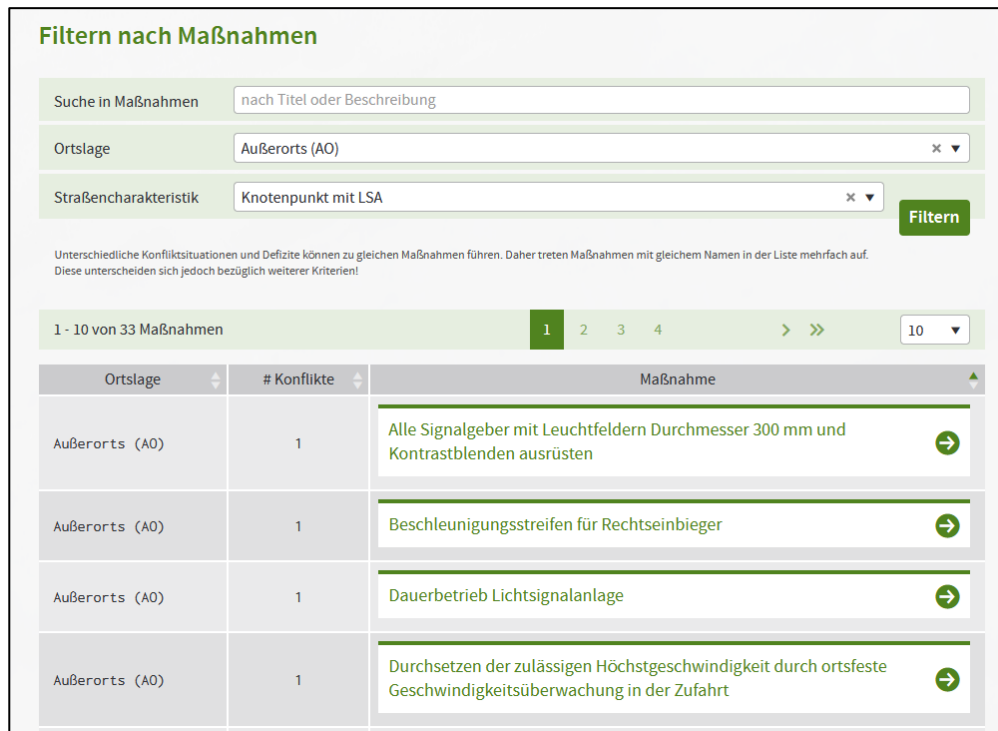 Filtern nach Maßnahmen
Suche in Maßnahmen nach Titel oder Beschreibung
Ortslage Außerorts (AO) × ▼
Straßencharakteristik Knotenpunkt mit LSA × ▼
Filtern
Unterschiedliche Konfliktsituationen und Defizite können zu gleichen Maßnahmen führen. Daher treten Maßnahmen mit gleichem Namen in der Liste mehrfach auf.
Diese unterscheiden sich jedoch bezüglich weiterer Kriterien!
1 - 10 von 33 Maßnahmen 1 2 3 4 > >> 10 ▼
Ortslage # Konflikte Maßnahme
Außerorts (AO) 1 Alle Signalgeber mit Leuchtfeldern Durchmesser 300 mm und
Kontrastblenden ausrüsten
Außerorts (AO) 1 Beschleunigungsstreifen für Rechtseinbieger
Außerorts (AO) 1 Dauerbetrieb Lichtsignalanlage
Außerorts (AO) 1 Durchsetzen der zulässigen Höchstgeschwindigkeit durch ortsfeste
Geschwindigkeitsüberwachung in der Zufahrt